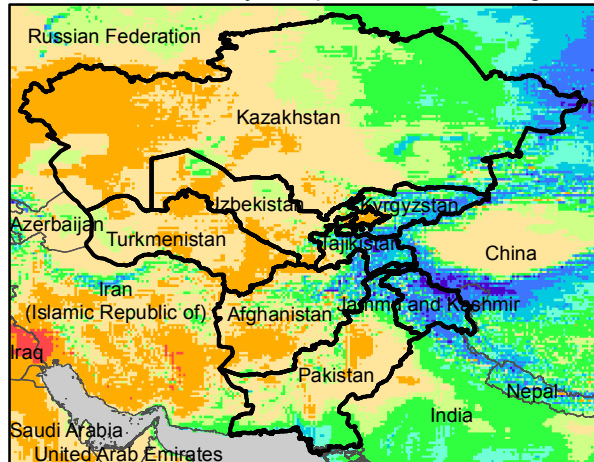 Russian Federation
Kazakhstan
Uzbekistan
Kyrgyzstan
Azerbaijan
Turkmenistan
Tajikistan
China
Iran
(Islamic Republic of)
Afghanistan
Jammu and Kashmir
Iraq
Pakistan
Nepal
India
Saudi Arabia
United Arab Emirates